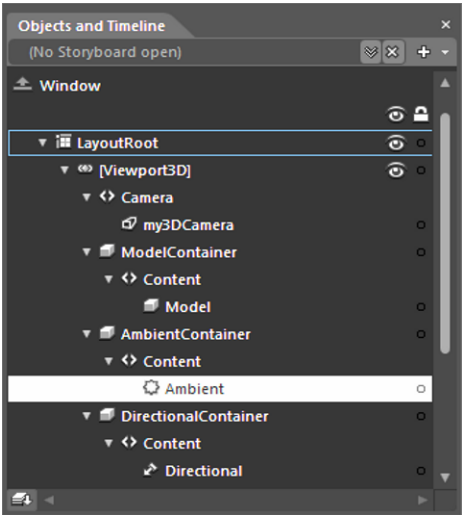 Objects and Timeline
(No Storyboard open)
Window
LayoutRoot
[Viewport3D]
Camera
my3DCamera
ModelContainer
Content
Model
AmbientContainer
Content
Ambient
DirectionalContainer
Content
Directional